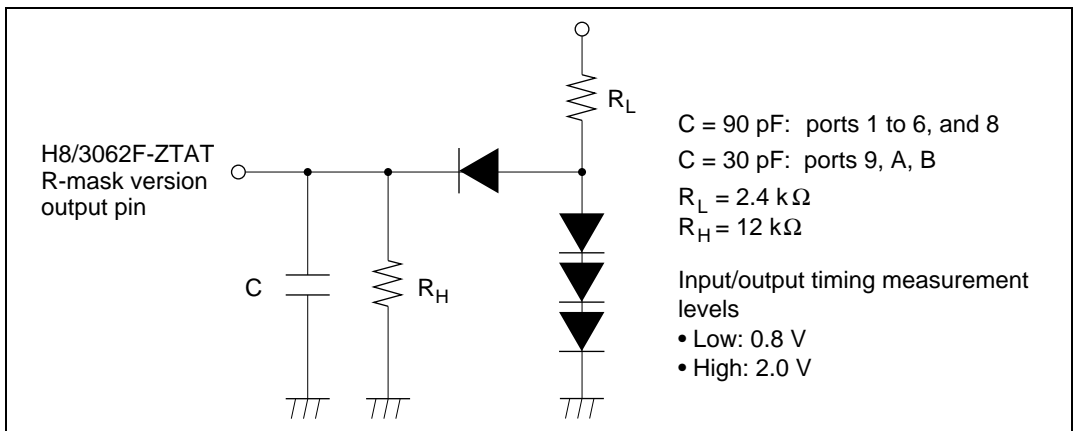 H8/3062F-ZTAT
R-mask version
output pin
C
R_H
R_L
C = 90 pF: ports 1 to 6, and 8
C = 30 pF: ports 9, A, B
R_L = 2.4 kΩ
R_H = 12 kΩ
Input/output timing measurement
levels
• Low: 0.8 V
• High: 2.0 V